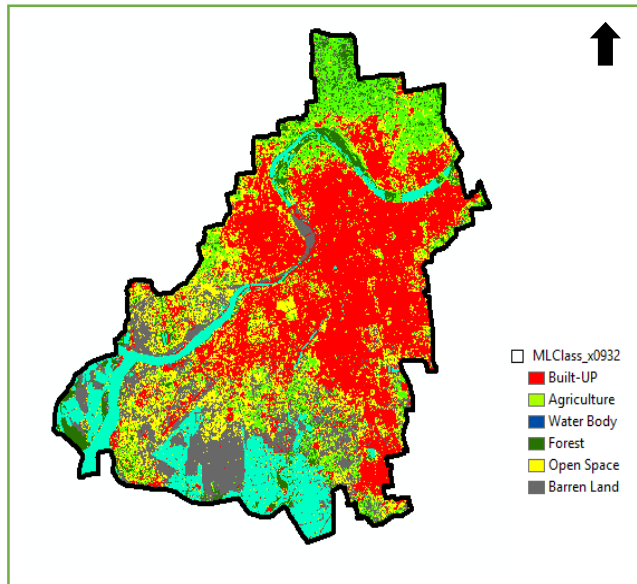 MLClass_x0932
Built-UP
Agriculture
Water Body
Forest
Open Space
Barren Land